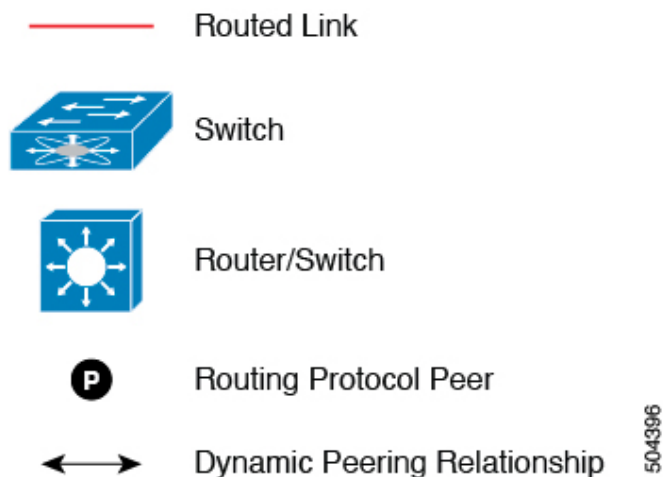 Routed Link
Switch
Router/Switch
P
Routing Protocol Peer
Dynamic Peering Relationship
504396